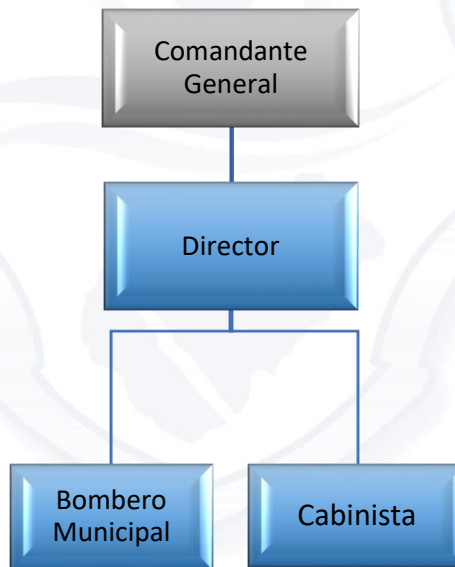 Comandante
General
Director
Bombero
Municipal
Cabinista